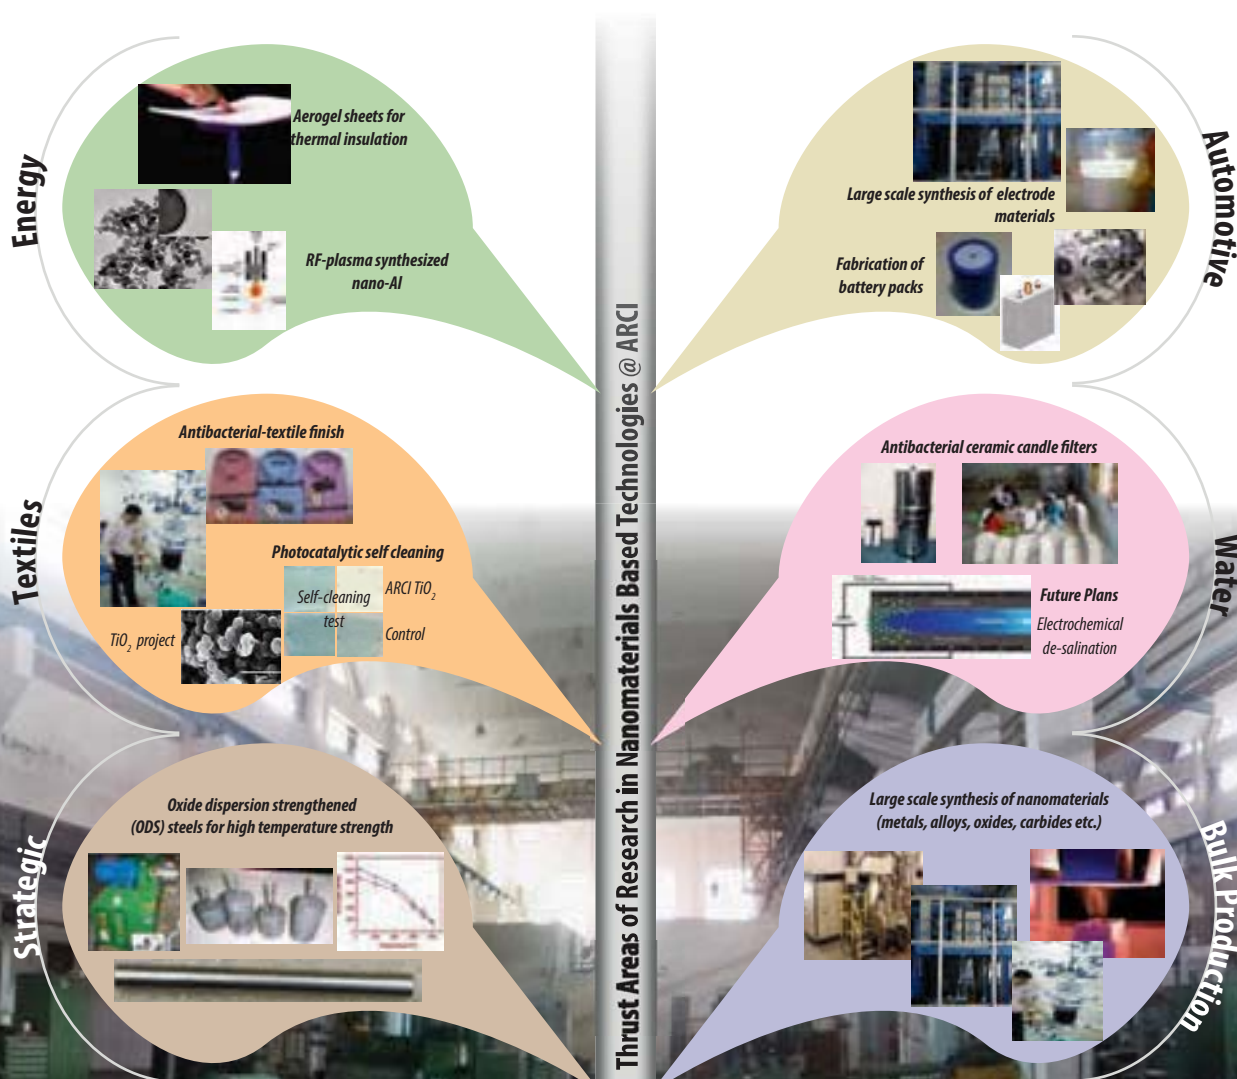 Energy
Aerogel sheets for
thermal insulation
RF-plasma synthesized
nano-Al
Automotive
Large scale synthesis of electrode
materials
Fabrication of
battery packs
Thrust Areas of Research in Nanomaterials Based Technologies @ ARCI
Textiles
Antibacterial-textile finish
Photocatalytic self cleaning
Self-cleaning
test
ARCI TiO₂
Control
TiO₂ project
Water
Antibacterial ceramic candle filters
Future Plans
Electrochemical
de-salination
Strategic
Oxide dispersion strengthened
(ODS) steels for high temperature strength
Bulk Production
Large scale synthesis of nanomaterials
(metals, alloys, oxides, carbides etc.)